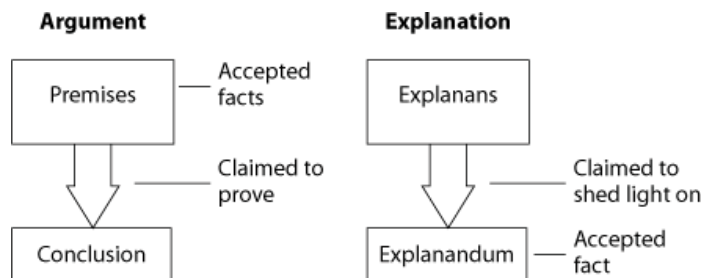 Argument
Premises
Accepted
facts
Claimed to
prove
Conclusion
Explanation
Explanans
Claimed to
shed light on
Explanandum
Accepted
fact